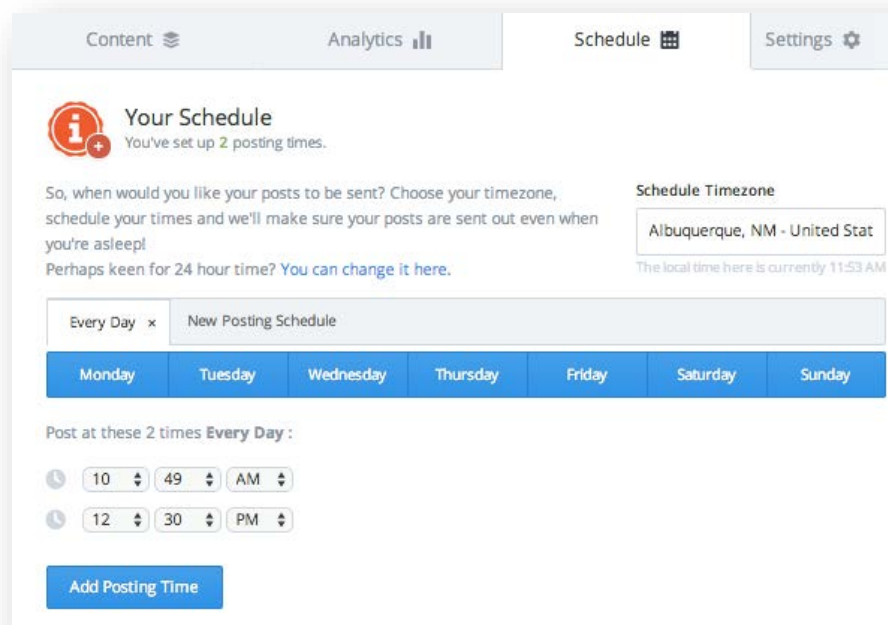 Content
Analytics
Schedule
Settings
Your Schedule
You've set up 2 posting times.
So, when would you like your posts to be sent? Choose your timezone,
schedule your times and we'll make sure your posts are sent out even when
you're asleep!
Perhaps keen for 24 hour time? You can change it here.
Schedule Timezone
Albuquerque, NM - United Stat
The local time here is currently 11:53 AM
Every Day ×
New Posting Schedule
Monday Tuesday Wednesday Thursday Friday Saturday Sunday
Post at these 2 times Every Day :
10 49 AM
12 30 PM
Add Posting Time